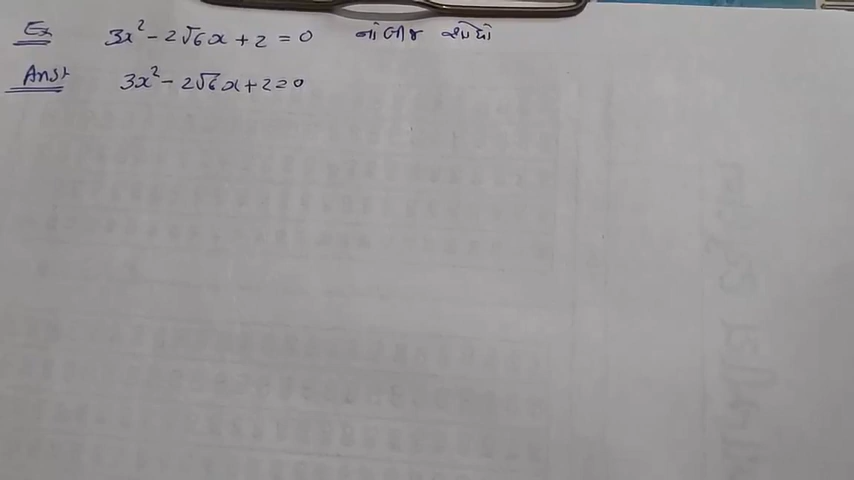 Ex 3x² - 2√6x + 2 = 0 નાં બીજ શોધો
Ans: 3x² - 2√6x + 2 = 0